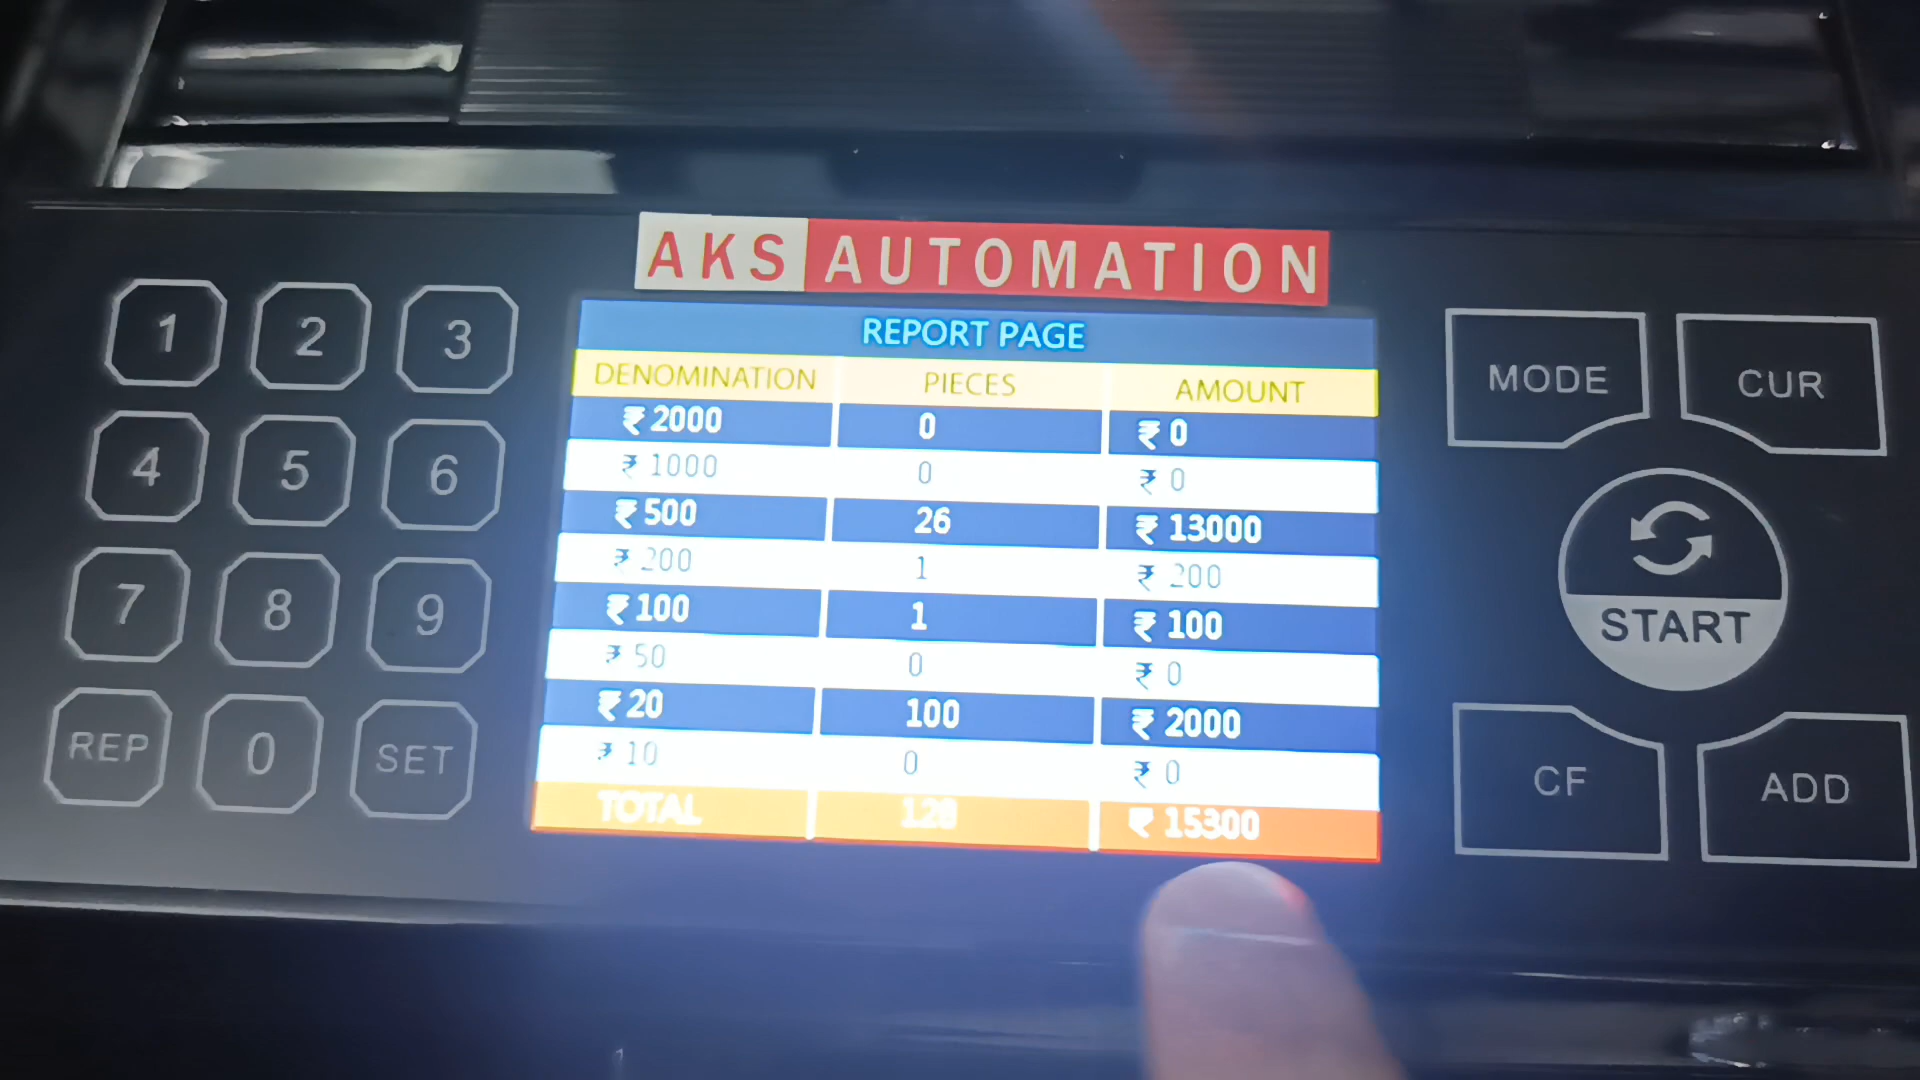 AKS AUTOMATION
REPORT PAGE
DENOMINATION PIECES AMOUNT
₹ 2000 0 ₹ 0
₹ 1000 0 ₹ 0
₹ 500 26 ₹ 13000
₹ 200 1 ₹ 200
₹ 100 1 ₹ 100
₹ 50 0 ₹ 0
₹ 20 100 ₹ 2000
₹ 10 0 ₹ 0
TOTAL 128 ₹ 15300
1 2 3
4 5 6
7 8 9
REP 0 SET
MODE CUR
START
CF ADD